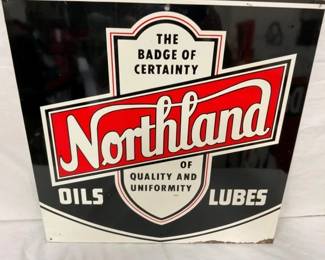 THE
BADGE OF
CERTAINTY
Northland
OF
QUALITY AND
UNIFORMITY
OILS LUBES